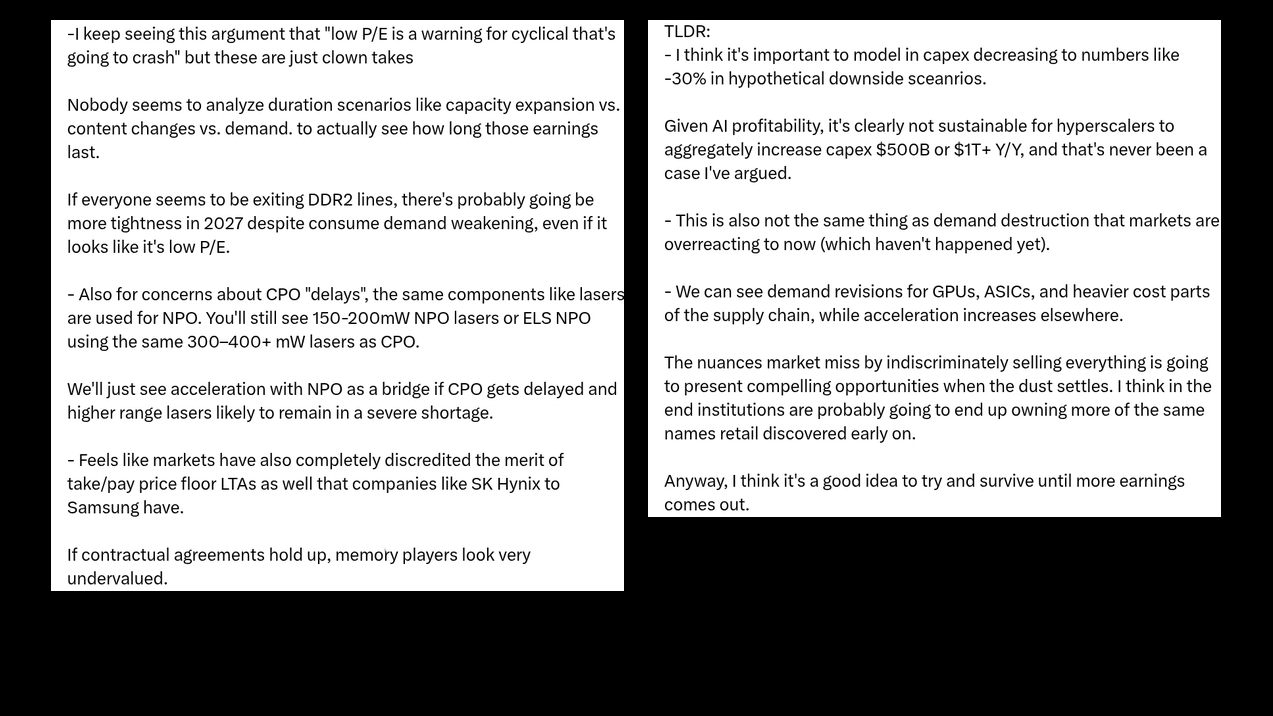 -I keep seeing this argument that "low P/E is a warning for cyclical that's
going to crash" but these are just clown takes
Nobody seems to analyze duration scenarios like capacity expansion vs.
content changes vs. demand. to actually see how long those earnings
last.
If everyone seems to be exiting DDR2 lines, there's probably going be
more tightness in 2027 despite consume demand weakening, even if it
looks like it's low P/E.
- Also for concerns about CPO "delays", the same components like lasers
are used for NPO. You'll still see 150-200mW NPO lasers or ELS NPO
using the same 300–400+ mW lasers as CPO.
We'll just see acceleration with NPO as a bridge if CPO gets delayed and
higher range lasers likely to remain in a severe shortage.
- Feels like markets have also completely discredited the merit of
take/pay price floor LTAs as well that companies like SK Hynix to
Samsung have.
If contractual agreements hold up, memory players look very
undervalued.
TLDR:
- I think it's important to model in capex decreasing to numbers like
-30% in hypothetical downside sceanrios.
Given AI profitability, it's clearly not sustainable for hyperscalers to
aggregately increase capex $500B or $1T+ Y/Y, and that's never been a
case I've argued.
- This is also not the same thing as demand destruction that markets are
overreacting to now (which haven't happened yet).
- We can see demand revisions for GPUs, ASICs, and heavier cost parts
of the supply chain, while acceleration increases elsewhere.
The nuances market miss by indiscriminately selling everything is going
to present compelling opportunities when the dust settles. I think in the
end institutions are probably going to end up owning more of the same
names retail discovered early on.
Anyway, I think it's a good idea to try and survive until more earnings
comes out.